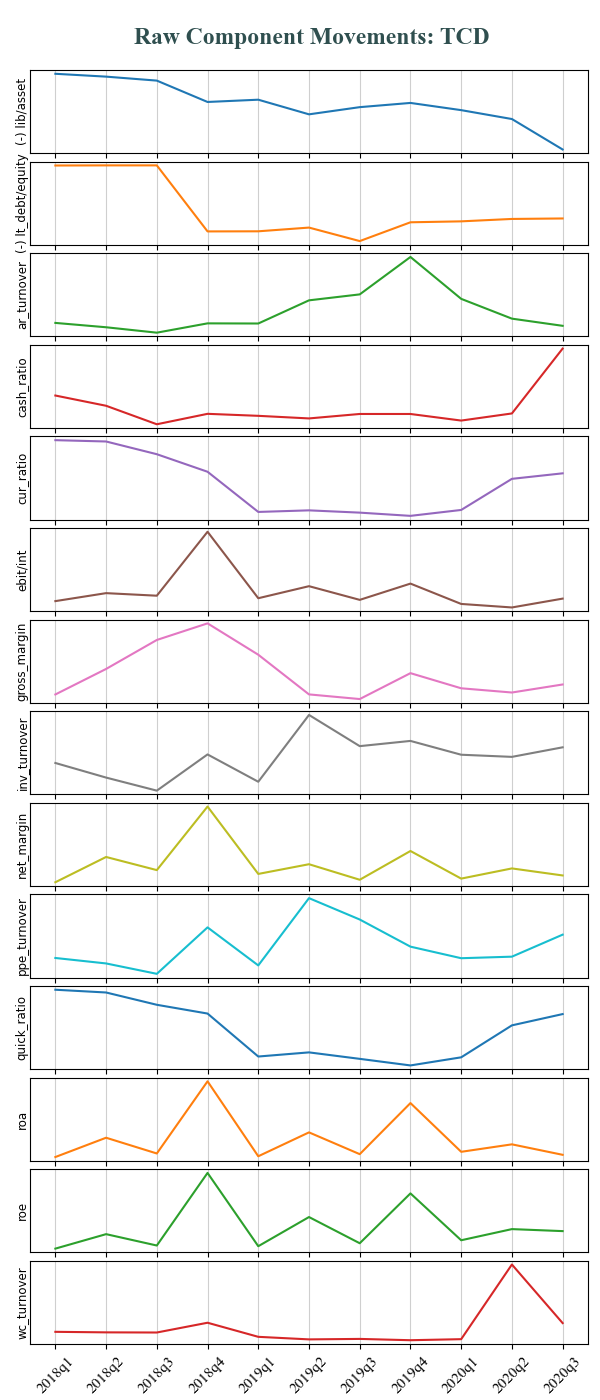 Raw Component Movements: TCD
(-) lib/asset
(-) lt_debt/equity
ar_turnover
cash_ratio
cur_ratio
ebit/int
gross_margin
inv_turnover
net_margin
ppe_turnover
quick_ratio
roa
roe
wc_turnover
2018q1 2018q2 2018q3 2018q4 2019q1 2019q2 2019q3 2019q4 2020q1 2020q2 2020q3